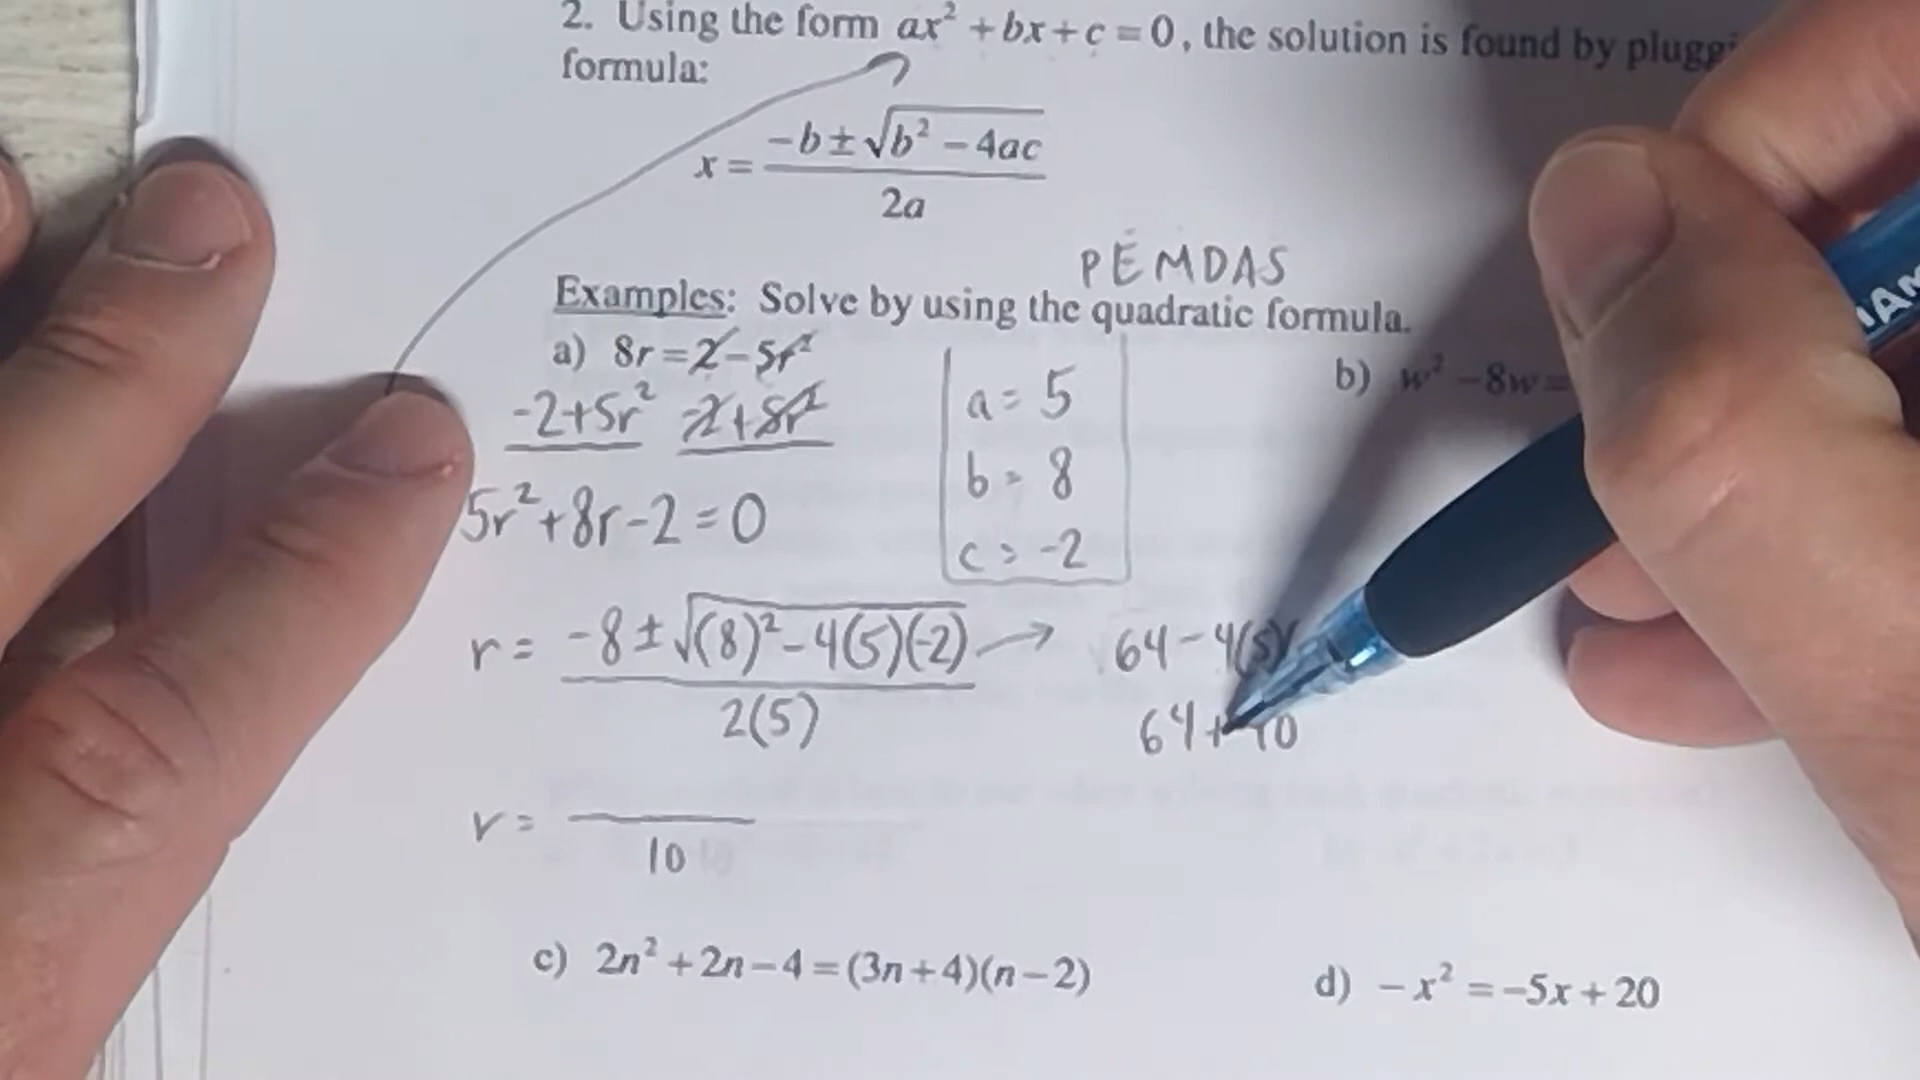 2. Using the form ax² + bx + c = 0, the solution is found by
formula:
x = (-b ± √(b² - 4ac)) / 2a
PEMDAS
Examples: Solve by using the quadratic formula.
a) 8r = 2 - 5r²
-2+5r² -2+5r²
5r²+8r-2=0
a = 5
b = 8
c = -2
b) w² - 8w =
r = (-8 ± √((8)² - 4(5)(-2))) / 2(5) → 64 - 4(5)(
64+40
r = / 10
c) 2n² + 2n - 4 = (3n + 4)(n - 2)
d) -x² = -5x + 20